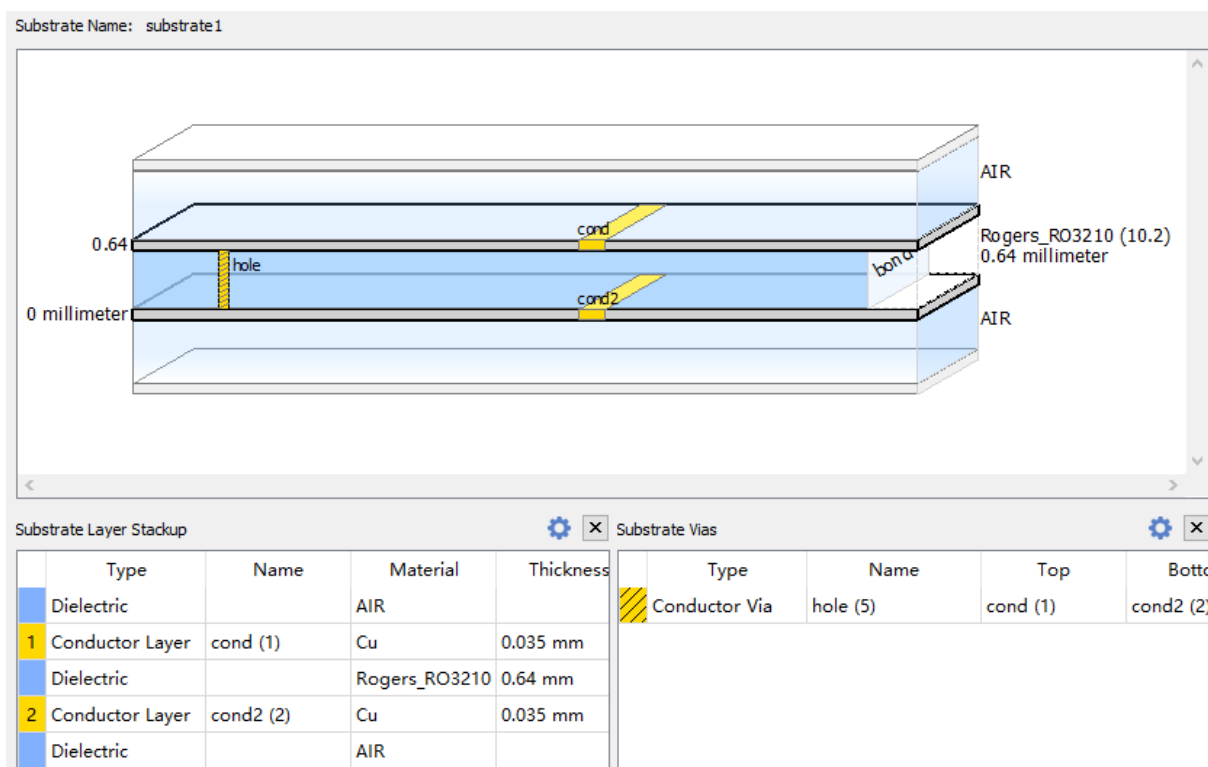 Substrate Name: substrate1
AIR
cond
0.64
Rogers_RO3210 (10.2)
0.64 millimeter
hole
bond
cond2
0 millimeter
AIR
Substrate Layer Stackup
Substrate Vias
Type Name Material Thickness
Type Name Top Botto
Dielectric AIR
Conductor Via hole (5) cond (1) cond2 (2)
1 Conductor Layer cond (1) Cu 0.035 mm
Dielectric Rogers_RO3210 0.64 mm
2 Conductor Layer cond2 (2) Cu 0.035 mm
Dielectric AIR